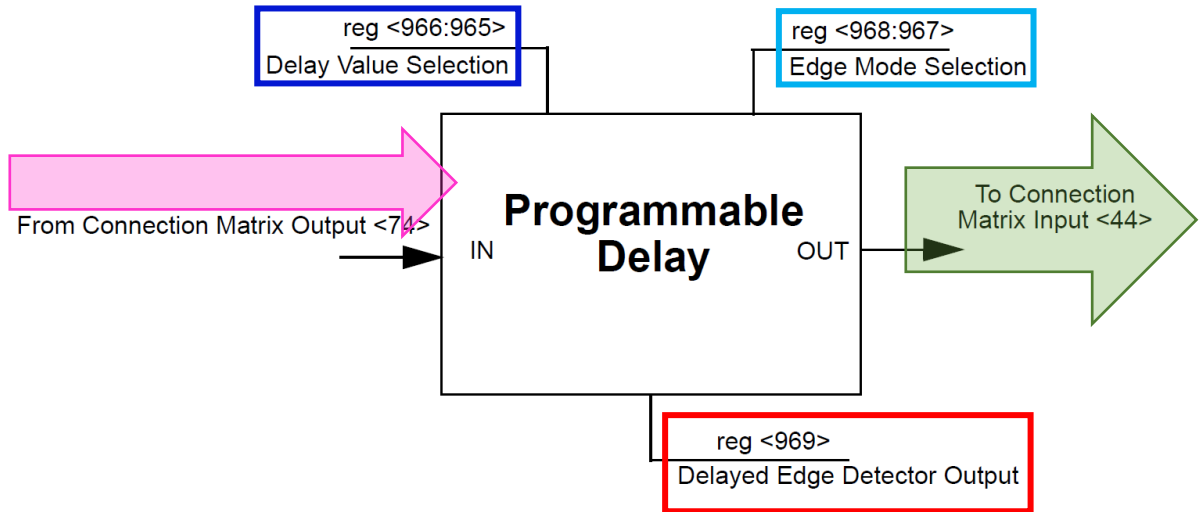 reg <966:965>
Delay Value Selection
reg <968:967>
Edge Mode Selection
From Connection Matrix Output <74>
IN
Programmable
Delay
OUT
To Connection
Matrix Input <44>
reg <969>
Delayed Edge Detector Output